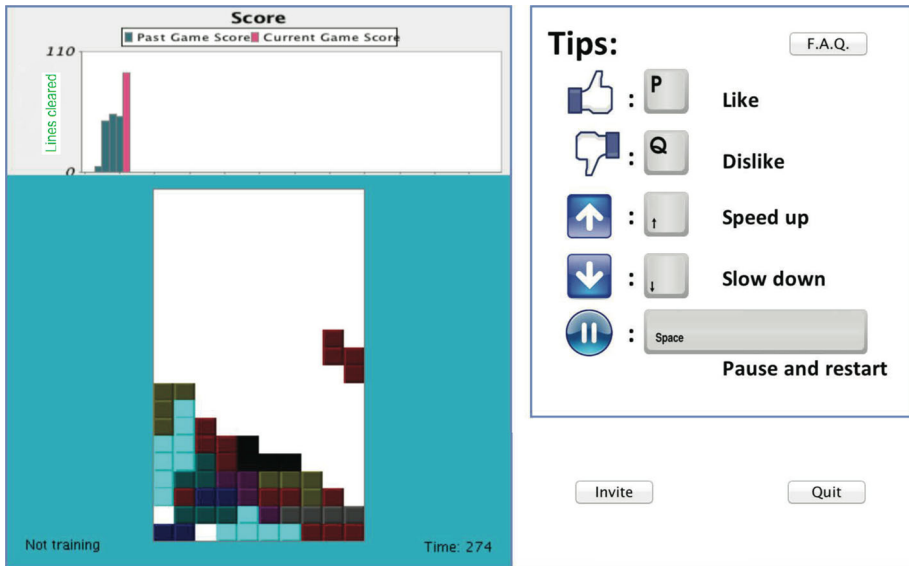 Score
Past Game Score Current Game Score
110
Lines cleared
0
Not training
Time: 274
Tips:
F.A.Q.
: P Like
: Q Dislike
: ↑ Speed up
: ↓ Slow down
: Space
Pause and restart
Invite
Quit